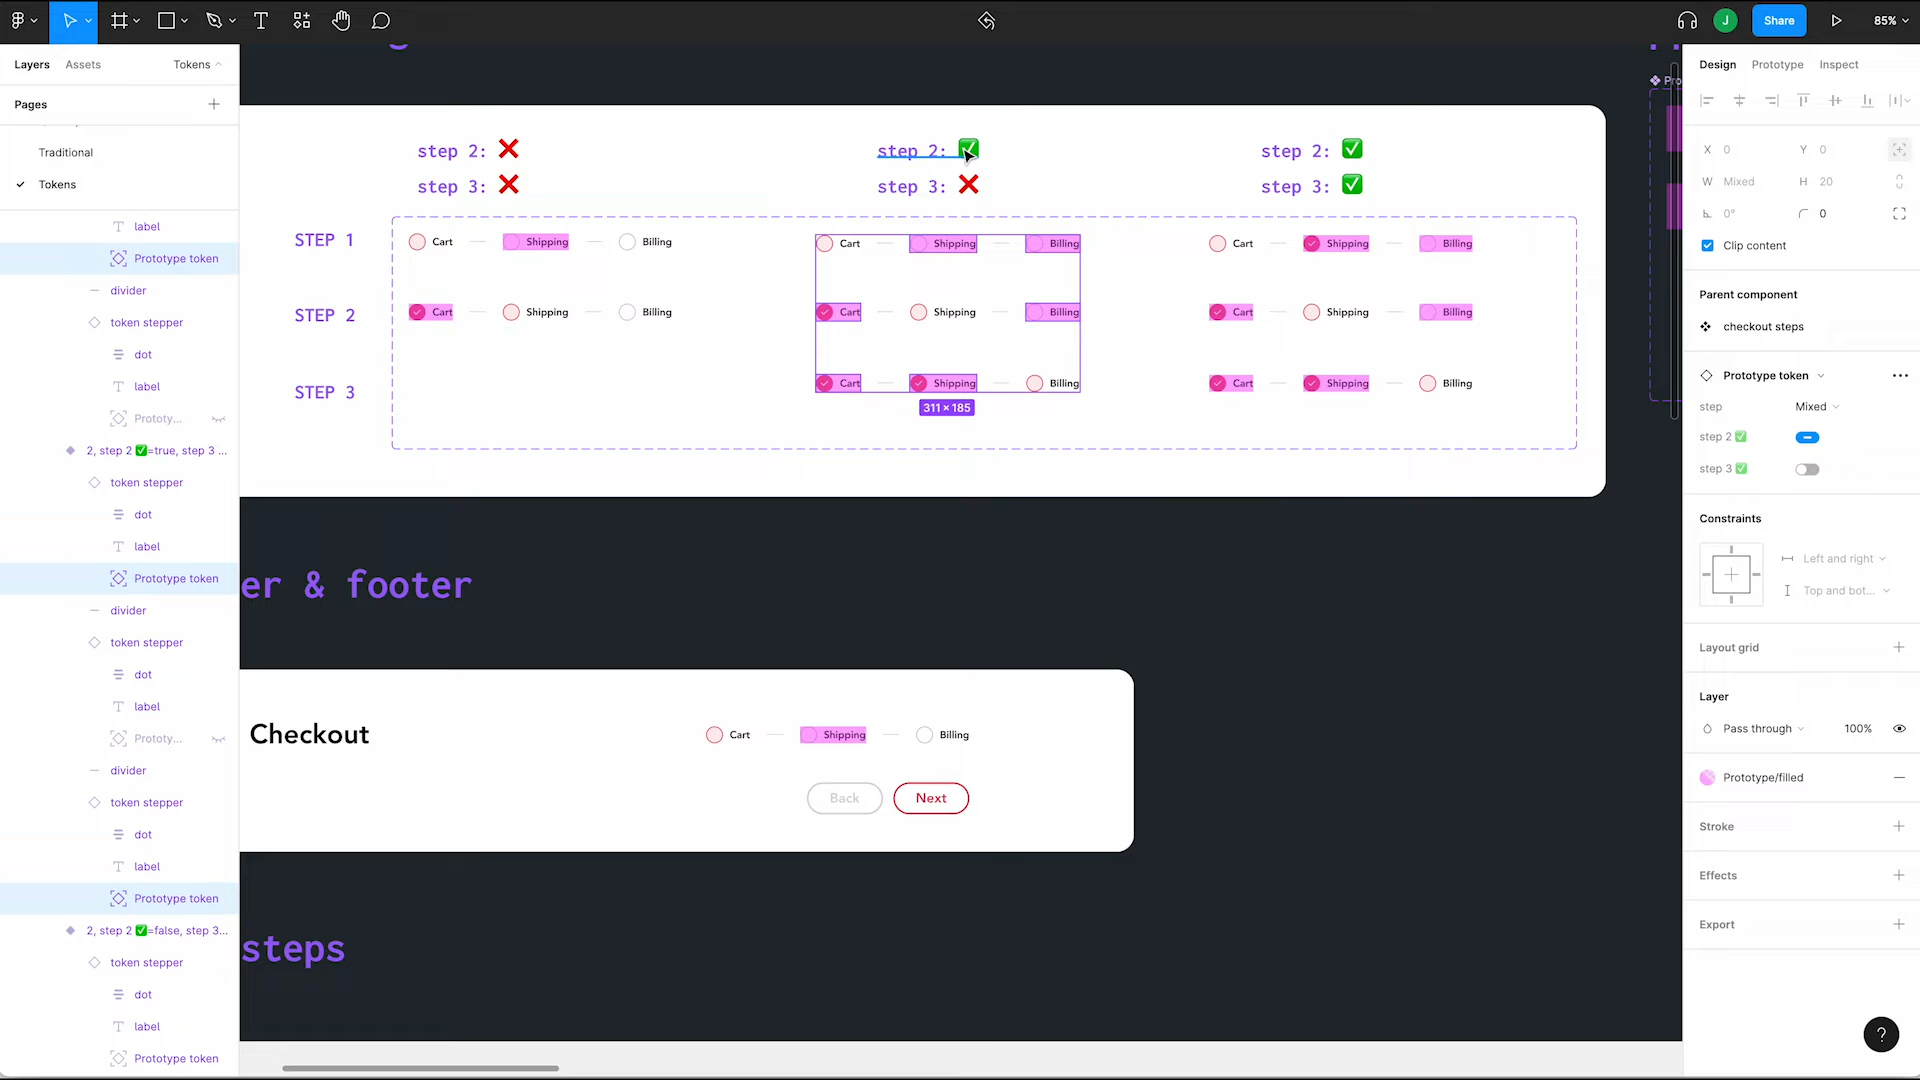 J
Share
85%
Layers
Assets
Tokens
Pages
Traditional
Tokens
label
Prototype token
divider
token stepper
dot
label
Prototy...
2, step 2 ✅=true, step 3 ...
token stepper
dot
label
Prototype token
divider
token stepper
dot
label
Prototy...
divider
token stepper
dot
label
Prototype token
2, step 2 ✅=false, step 3...
token stepper
dot
label
Prototype token
step 2: ❌
step 3: ❌
step 2: ✅
step 3: ❌
step 2: ✅
step 3: ✅
STEP 1
Cart
Shipping
Billing
Cart
Shipping
Billing
Cart
Shipping
Billing
STEP 2
Cart
Shipping
Billing
Cart
Shipping
Billing
Cart
Shipping
Billing
STEP 3
Cart
Shipping
Billing
Cart
Shipping
Billing
311 × 185
er & footer
Checkout
Cart
Shipping
Billing
Back
Next
steps
Pro
Design
Prototype
Inspect
X 0
Y 0
W Mixed
H 20
0°
0
Clip content
Parent component
checkout steps
Prototype token
step
Mixed
step 2 ✅
step 3 ✅
Constraints
Left and right
Top and bot...
Layout grid
Layer
Pass through
100%
Prototype/filled
Stroke
Effects
Export
?